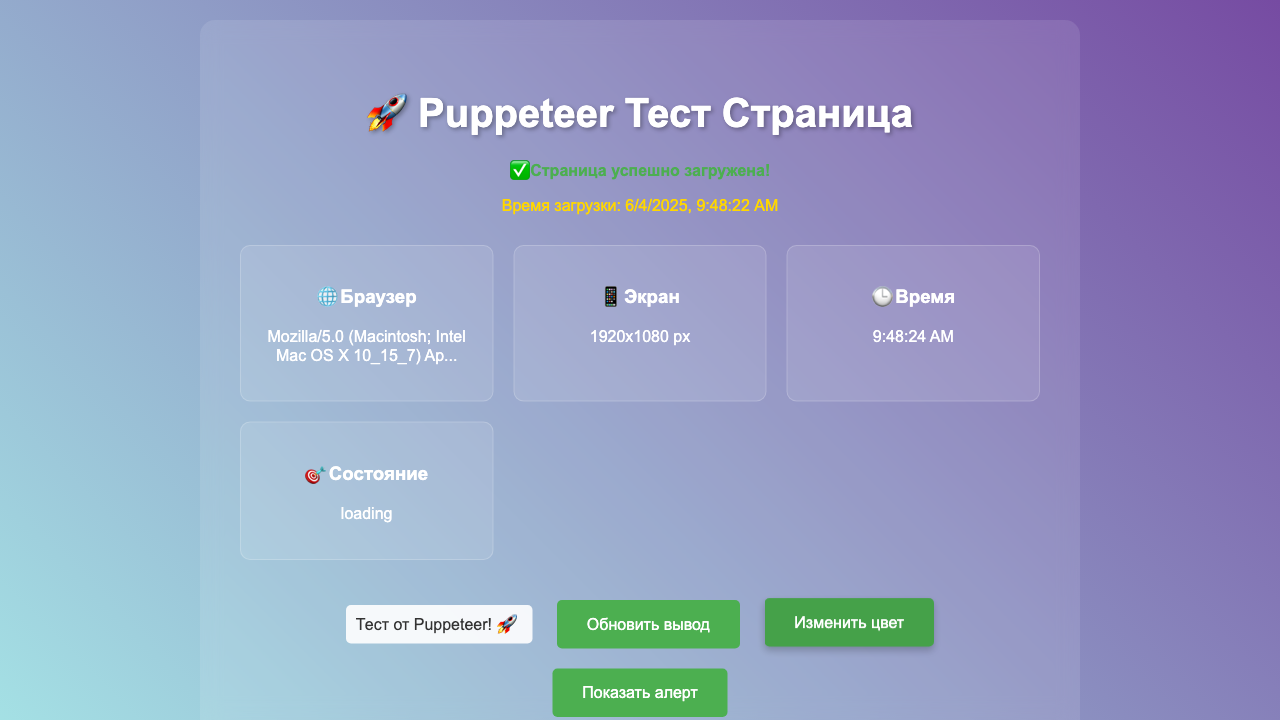 🚀 Puppeteer Тест Страница
✅Страница успешно загружена!
Время загрузки: 6/4/2025, 9:48:22 AM
🌐Браузер
Mozilla/5.0 (Macintosh; Intel
Mac OS X 10_15_7) Ap...
📱Экран
1920x1080 px
🕒Время
9:48:24 AM
🎯Состояние
loading
Тест от Puppeteer! 🚀
Обновить вывод
Изменить цвет
Показать алерт